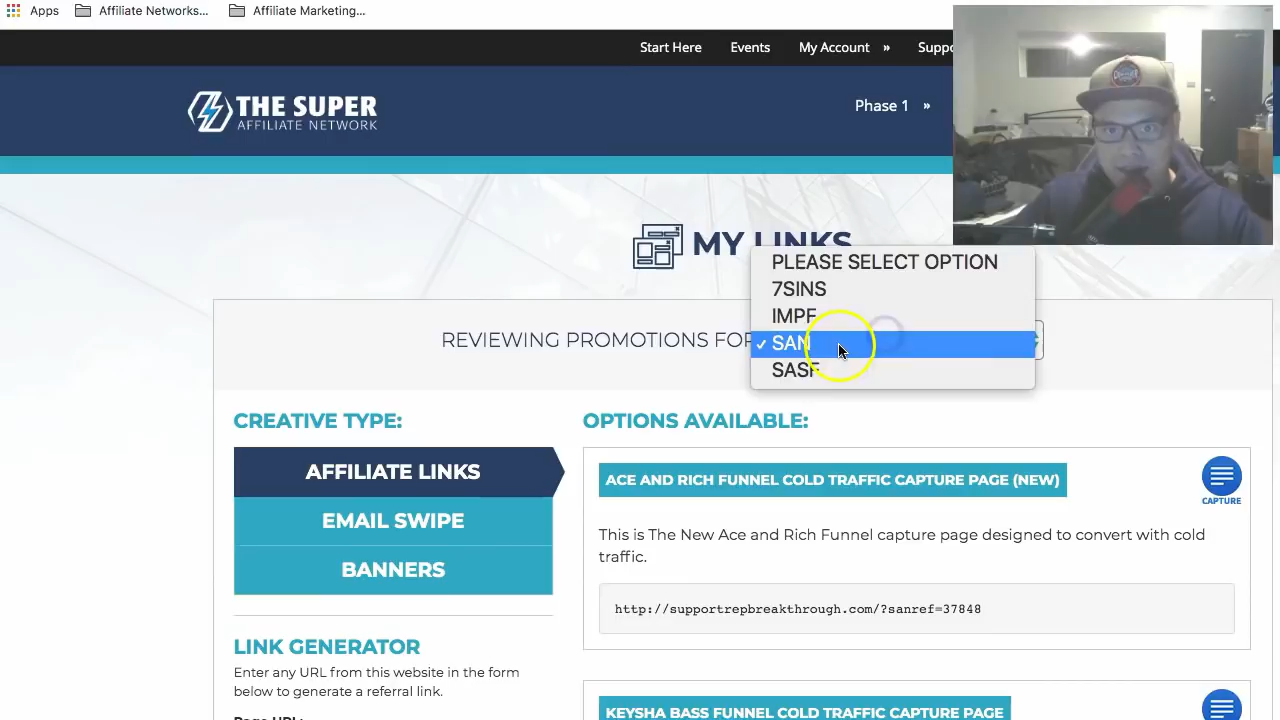 Apps
Affiliate Networks...
Affiliate Marketing...
Start Here
Events
My Account »
THE SUPER
AFFILIATE NETWORK
Phase 1 »
MY LINKS
PLEASE SELECT OPTION
7SINS
IMPF
✓ SAN
SASF
REVIEWING PROMOTIONS FOR
CREATIVE TYPE:
AFFILIATE LINKS
EMAIL SWIPE
BANNERS
LINK GENERATOR
Enter any URL from this website in the form
below to generate a referral link.
Page URL:
OPTIONS AVAILABLE:
ACE AND RICH FUNNEL COLD TRAFFIC CAPTURE PAGE (NEW)
CAPTURE
This is The New Ace and Rich Funnel capture page designed to convert with cold
traffic.
http://supportrepbreakthrough.com/?sanref=37848
KEYSHA BASS FUNNEL COLD TRAFFIC CAPTURE PAGE